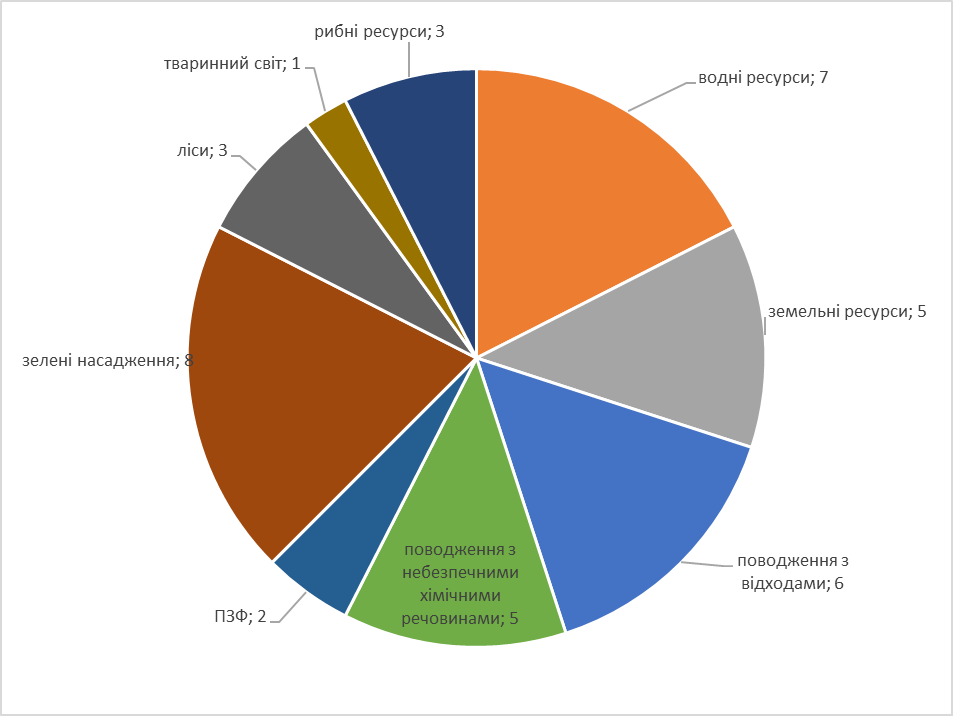 рибні ресурси; 3
тваринний світ; 1
водні ресурси; 7
ліси; 3
земельні ресурси; 5
зелені насадження; 8
поводження з
небезпечними
хімічними
речовинами; 5
поводження з
відходами; 6
ПЗФ; 2